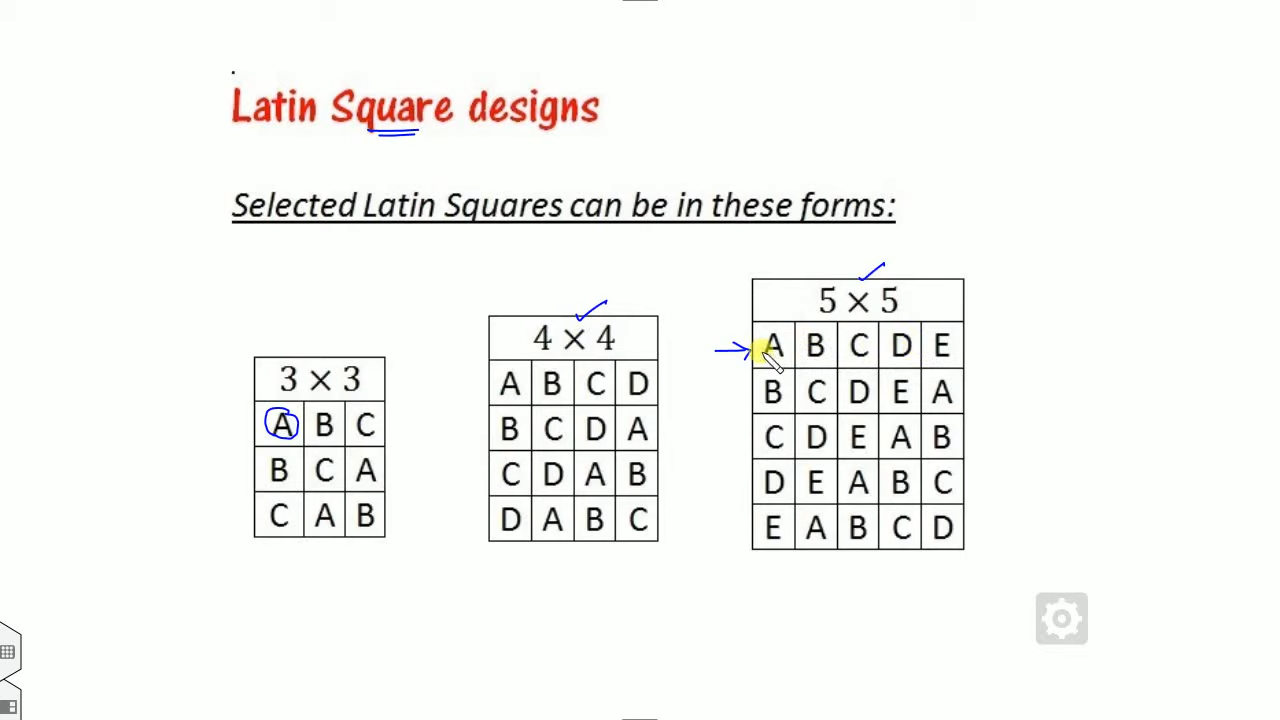 Latin Square designs
Selected Latin Squares can be in these forms:
3 × 3
A B C
B C A
C A B
4 × 4
A B C D
B C D A
C D A B
D A B C
5 × 5
A B C D E
B C D E A
C D E A B
D E A B C
E A B C D